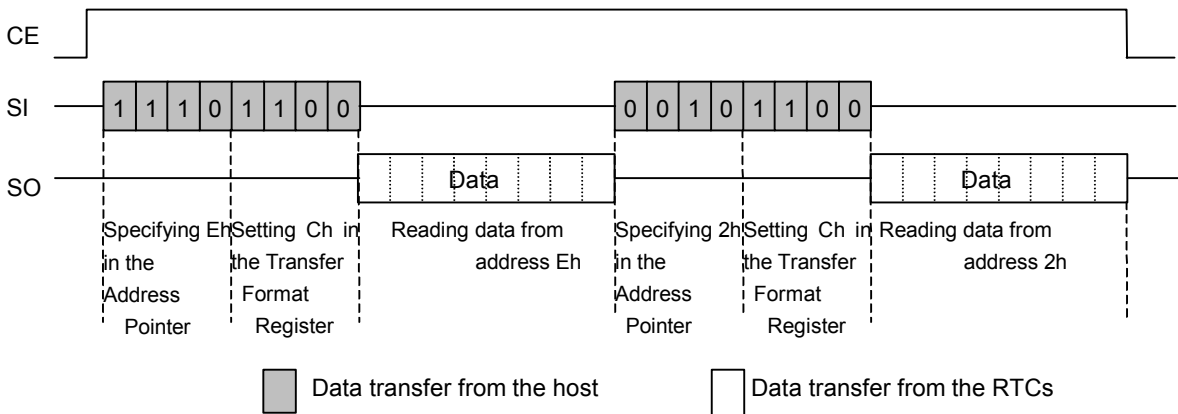 CE
SI 1 1 1 0 1 1 0 0 0 0 1 0 1 1 0 0
SO Data Data
Specifying Eh Setting Ch in Reading data from Specifying 2h Setting Ch in Reading data from
in the the Transfer address Eh in the the Transfer address 2h
Address Format Address Format
Pointer Register Pointer Register
Data transfer from the host Data transfer from the RTCs